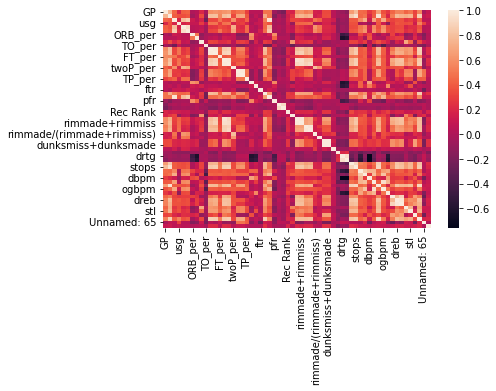 GP
usg
ORB_per
TO_per
FT_per
twoP_per
TP_per
ftr
pfr
Rec Rank
rimmade+rimmiss
rimmade/(rimmade+rimmiss)
dunksmiss+dunksmade
drtg
stops
dbpm
ogbpm
dreb
stl
Unnamed: 65
GP
usg
ORB_per
TO_per
FT_per
twoP_per
TP_per
ftr
pfr
Rec Rank
rimmade+rimmiss
rimmade/(rimmade+rimmiss)
dunksmiss+dunksmade
drtg
stops
dbpm
ogbpm
dreb
stl
Unnamed: 65
1.0
0.8
0.6
0.4
0.2
0.0
−0.2
−0.4
−0.6